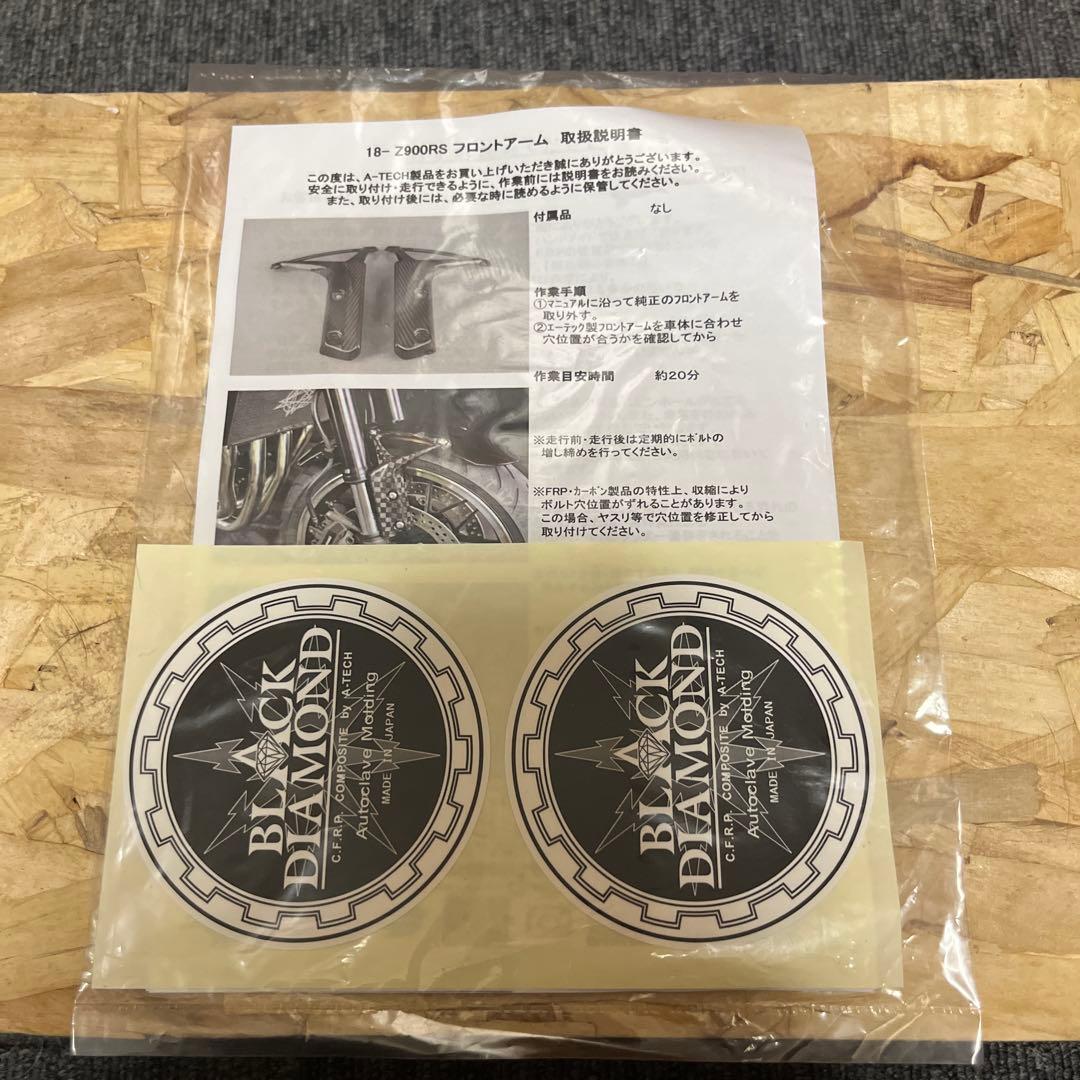 18- Z900RS フロントアーム 取扱説明書
この度は、A-TECH製品をお買い上げいただき誠にありがとうございます。
安全に取り付け・走行できるように、作業前には説明書をお読みください。
また、取り付け後には、必要な時に読めるように保管してください。
付属品 なし
作業手順
①マニュアルに沿って純正のフロントアームを
取り外す。
②エーテック製フロントアームを車体に合わせ
穴位置が合うかを確認してから
作業目安時間 約20分
※走行前・走行後は定期的にボルトの
増し締めを行ってください。
※FRP・カーボン製品の特性上、収縮により
ボルト穴位置がずれることがあります。
この場合、ヤスリ等で穴位置を修正してから
取り付けてください。
BLACK
DIAMOND
C.F.R.P. COMPOSITE by A-TECH
Autoclave Molding
MADE IN JAPAN
BLACK
DIAMOND
C.F.R.P. COMPOSITE by A-TECH
Autoclave Molding
MADE IN JAPAN